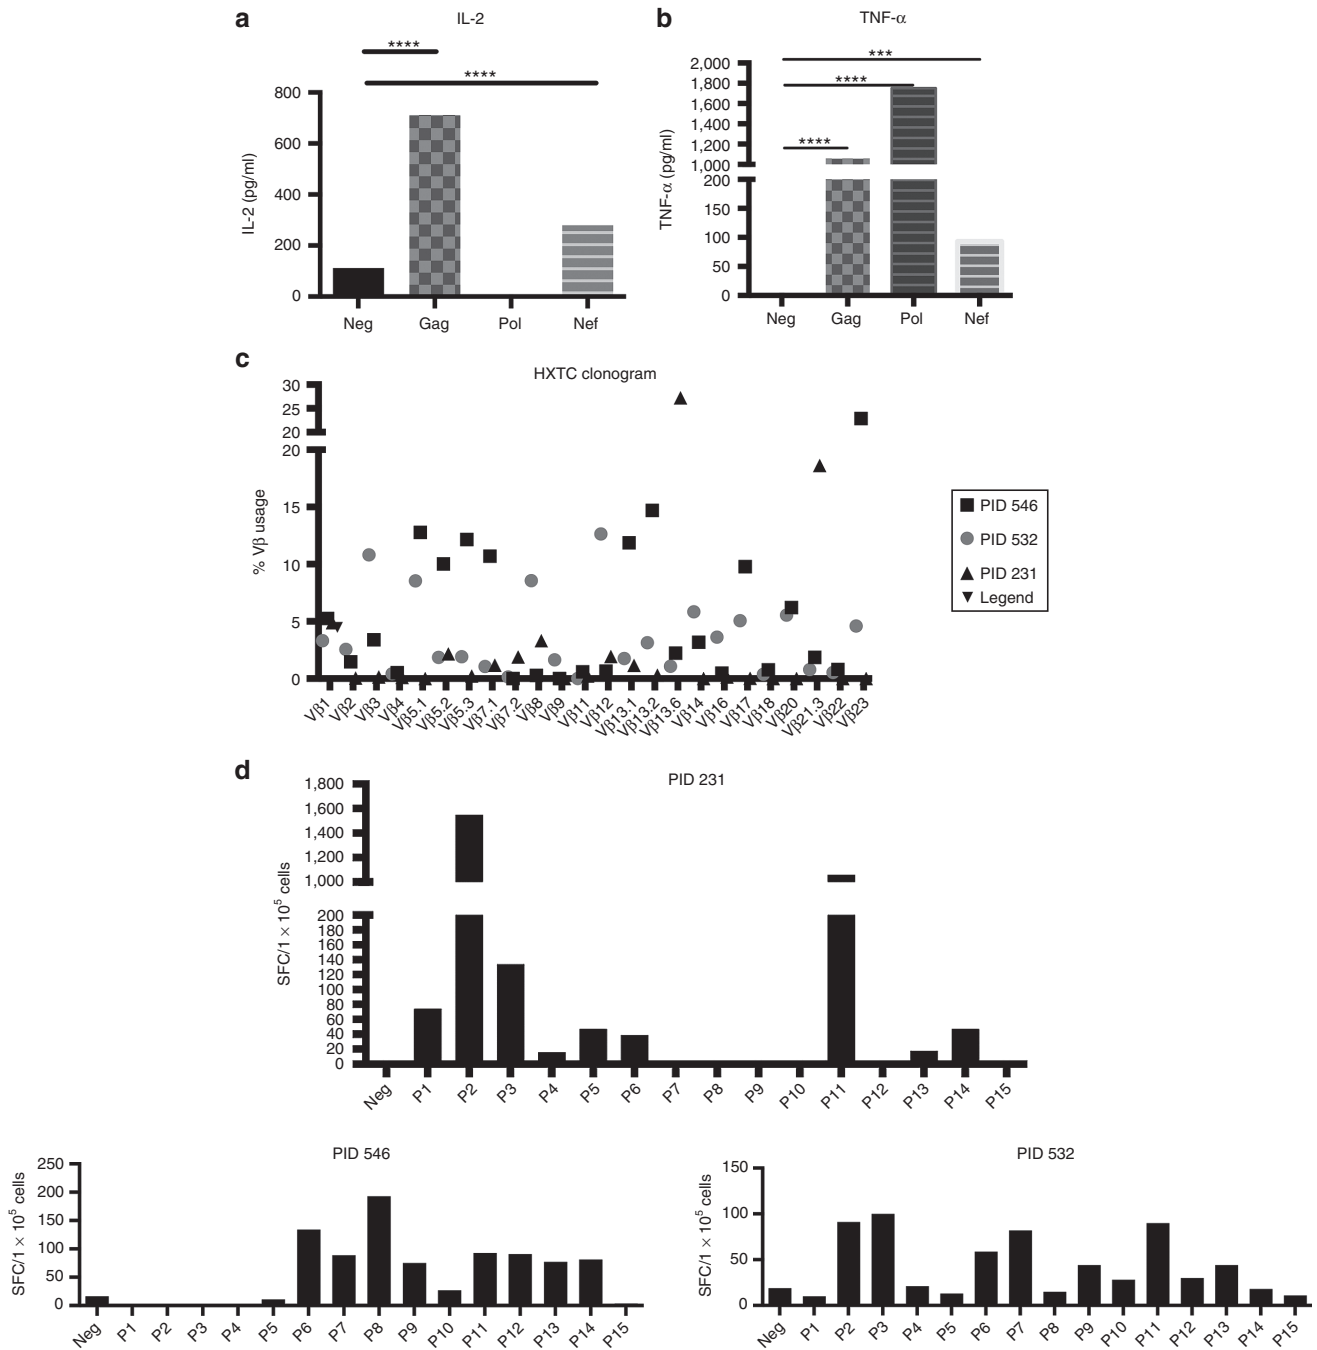 a
IL-2
****
****
800
600
400
200
0
IL-2 (pg/ml)
Neg Gag Pol Nef
b
TNF-α
***
****
****
2,000
1,800
1,600
1,400
1,200
1,000
200
150
100
50
0
TNF-α (pg/ml)
Neg Gag Pol Nef
c
HXTC clonogram
30
25
20
20
15
10
5
0
% Vβ usage
Vβ1 Vβ2 Vβ3 Vβ4 Vβ5.1 Vβ5.2 Vβ5.3 Vβ7.1 Vβ7.2 Vβ8 Vβ9 Vβ11 Vβ12 Vβ13.1 Vβ13.2 Vβ13.6 Vβ14 Vβ16 Vβ17 Vβ18 Vβ20 Vβ21.3 Vβ22 Vβ23
PID 546
PID 532
PID 231
Legend
d
PID 231
1,800
1,600
1,400
1,200
1,000
200
180
160
140
120
100
80
60
40
20
0
SFC/1 × 10⁵ cells
Neg P1 P2 P3 P4 P5 P6 P7 P8 P9 P10 P11 P12 P13 P14 P15
PID 546
250
200
150
100
50
0
SFC/1 × 10⁵ cells
Neg P1 P2 P3 P4 P5 P6 P7 P8 P9 P10 P11 P12 P13 P14 P15
PID 532
150
100
50
0
SFC/1 × 10⁵ cells
Neg P1 P2 P3 P4 P5 P6 P7 P8 P9 P10 P11 P12 P13 P14 P15